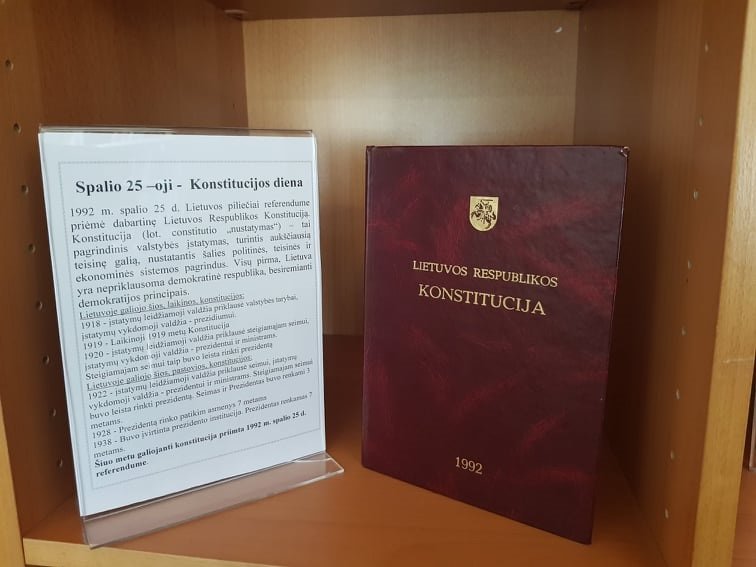 Spalio 25 –oji - Konstitucijos diena
1992 m. spalio 25 d. Lietuvos piliečiai referendume
priėmė dabartinę Lietuvos Respublikos Konstituciją.
Konstitucija (lot. constitutio „nustatymas“) – tai
pagrindinis valstybės įstatymas, turintis aukščiausią
teisinę galią, nustatantis šalies politinės, teisinės ir
ekonominės sistemos pagrindus. Visų pirma, Lietuva
yra nepriklausoma demokratinė respublika, besiremianti
demokratijos principais.
Lietuvoje galiojo šios, laikinos, konstitucijos:
1918 - įstatymų leidžiamoji valdžia priklausė valstybės tarybai,
įstatymų vykdomoji valdžia - prezidiumui.
1919 - Laikinoji 1919 metų Konstitucija
1920 - įstatymų leidžiamoji valdžia priklausė steigiamajam seimui,
įstatymų vykdomoji valdžia - prezidentui ir ministrams.
Steigiamajam seimui taip buvo leista rinkti prezidentą
Lietuvoje galiojo šios, pastovios, konstitucijos:
1922 - įstatymų leidžiamoji valdžia priklausė seimui, įstatymų
vykdomoji valdžia - prezidentui ir ministrams. Steigiamajam seimui
buvo leista rinkti prezidentą. Seimas ir Prezidentas buvo renkami 3
metams.
1928 - Prezidentą rinko patikim asmenys 7 metams
1938 - Buvo įvirtinta prezidento institucija. Prezidentas renkamas 7
metams.
Šiuo metu galiojanti konstitucija priimta 1992 m. spalio 25 d.
referendume.
LIETUVOS RESPUBLIKOS
KONSTITUCIJA
1992